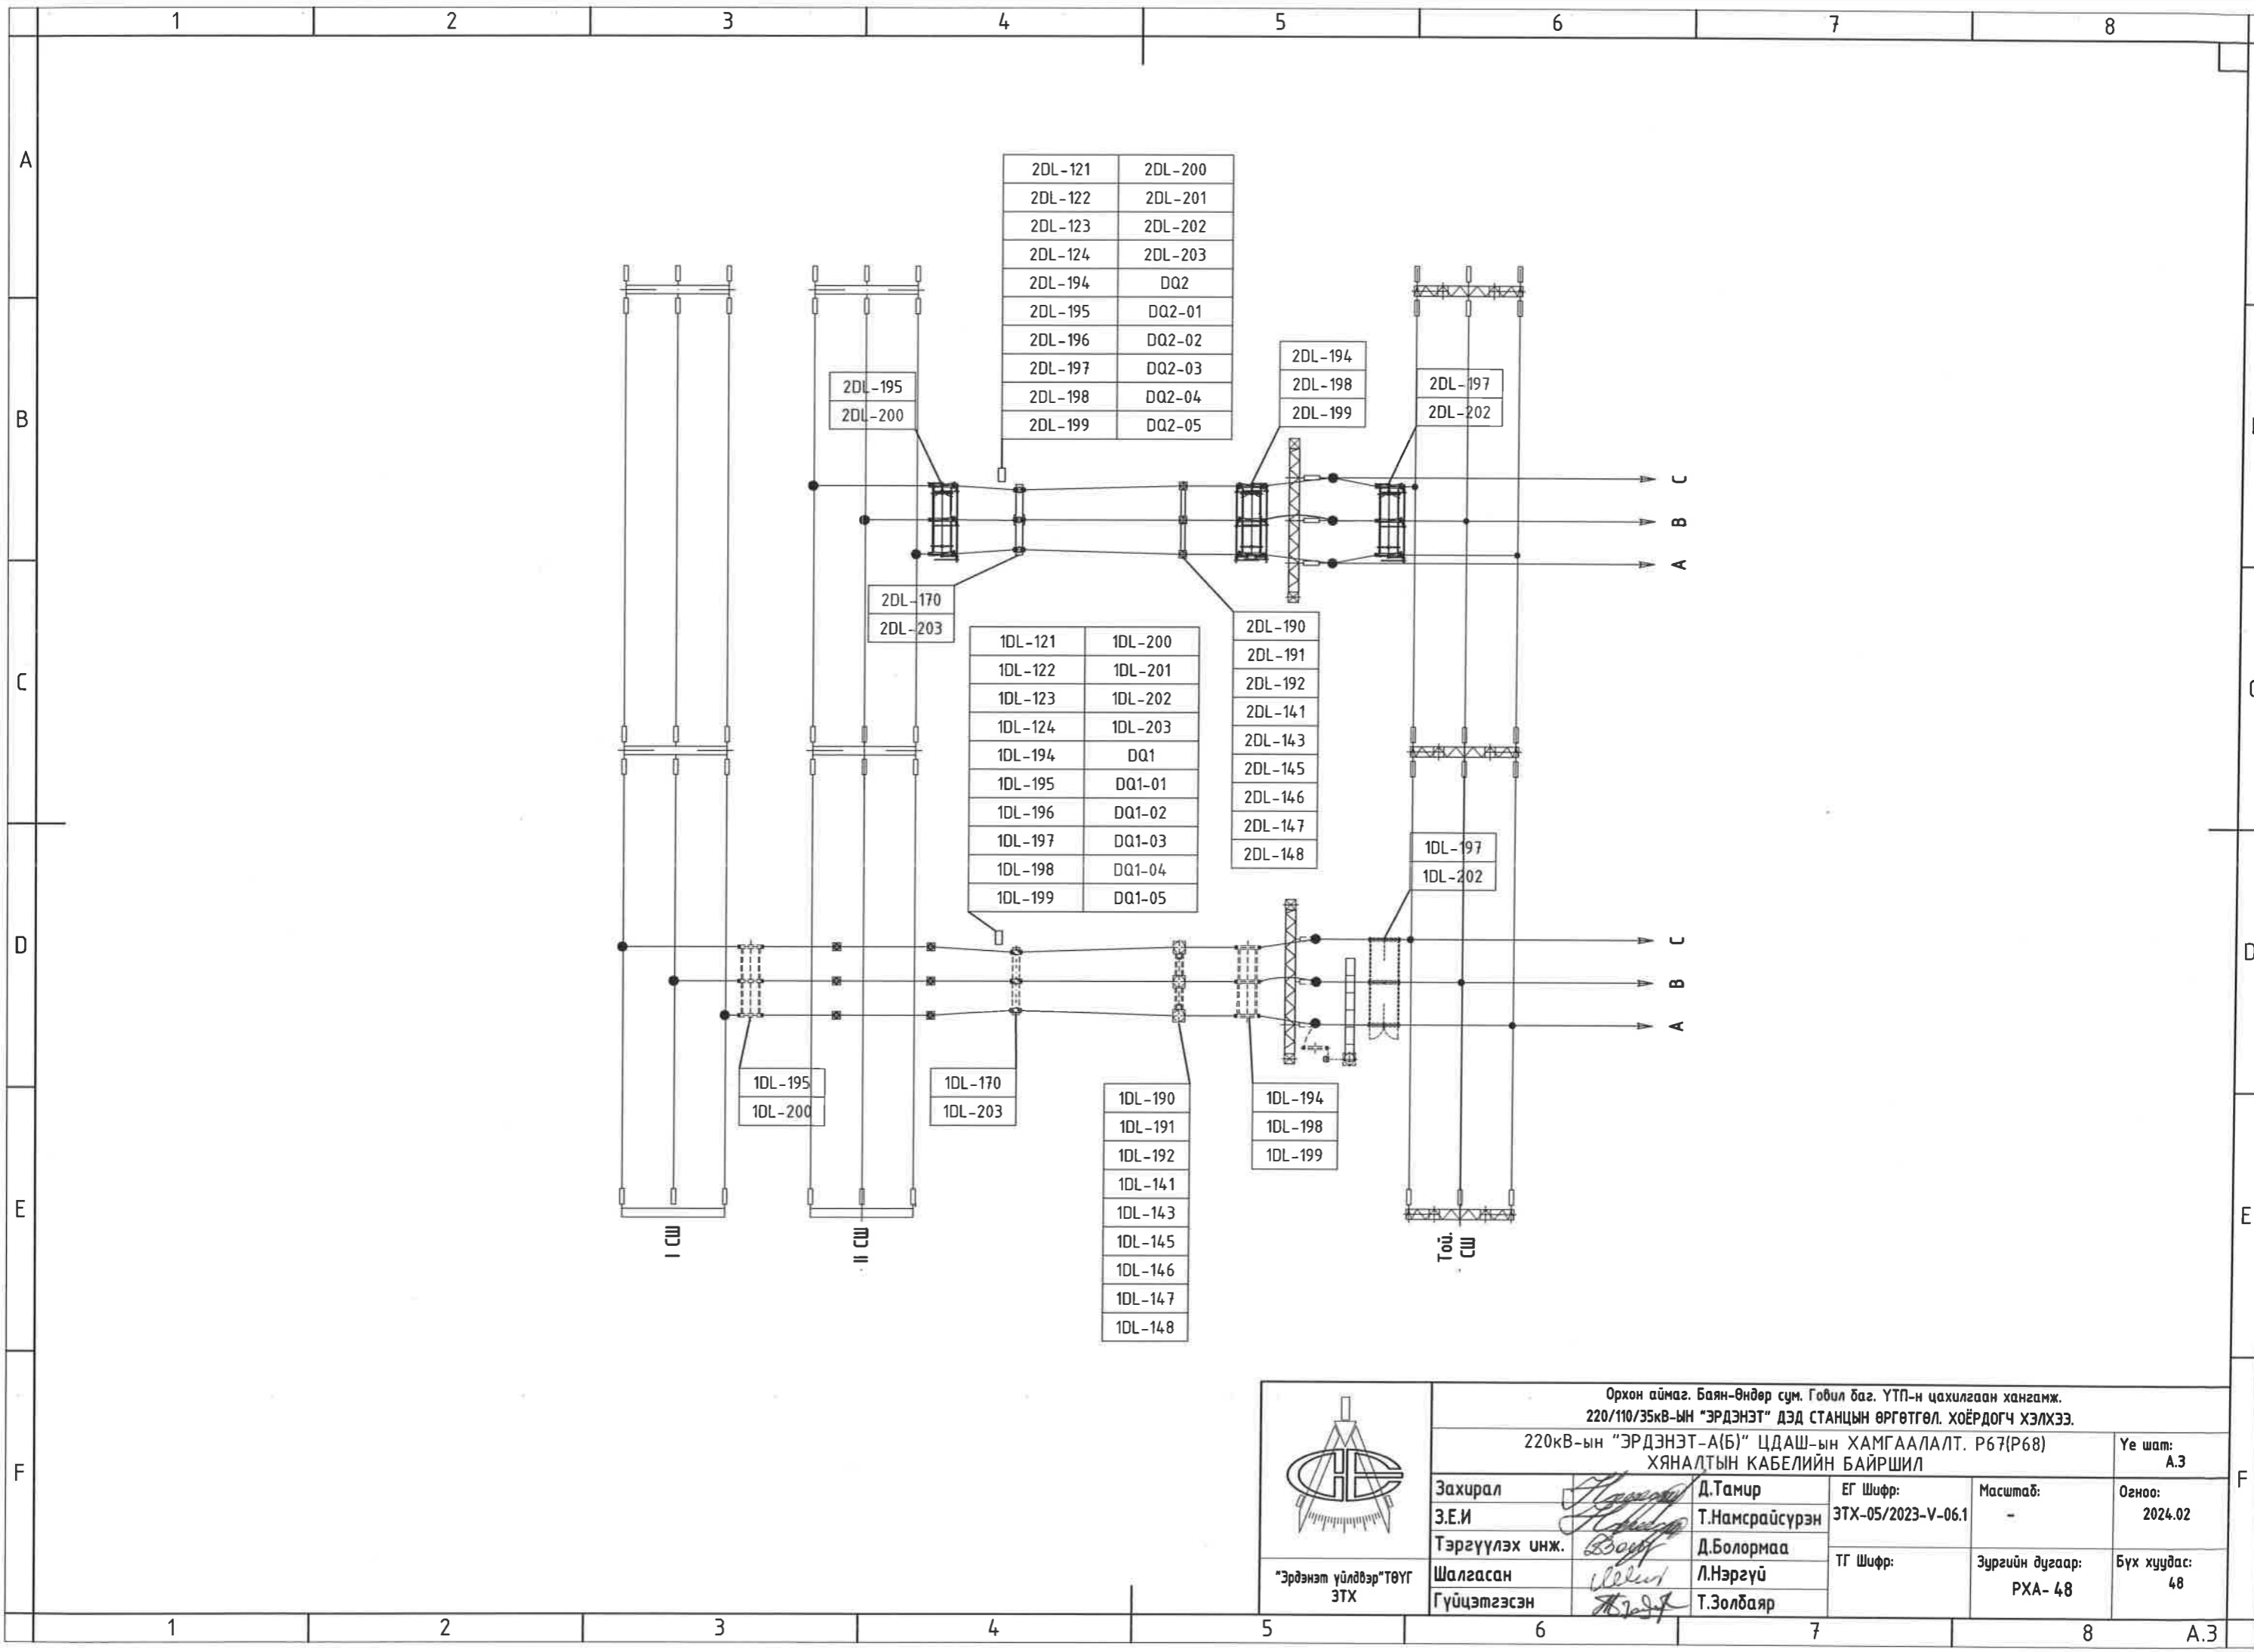 1 2 3 4 5 6 7 8
A
B
C
D
E
F
2DL-121 2DL-200
2DL-122 2DL-201
2DL-123 2DL-202
2DL-124 2DL-203
2DL-194 DQ2
2DL-195 DQ2-01
2DL-196 DQ2-02
2DL-197 DQ2-03
2DL-198 DQ2-04
2DL-199 DQ2-05
2DL-195
2DL-200
2DL-194
2DL-198
2DL-199
2DL-197
2DL-202
C
B
A
2DL-170
2DL-203
2DL-190
2DL-191
2DL-192
2DL-141
2DL-143
2DL-145
2DL-146
2DL-147
2DL-148
1DL-121 1DL-200
1DL-122 1DL-201
1DL-123 1DL-202
1DL-124 1DL-203
1DL-194 DQ1
1DL-195 DQ1-01
1DL-196 DQ1-02
1DL-197 DQ1-03
1DL-198 DQ1-04
1DL-199 DQ1-05
1DL-197
1DL-202
C
B
A
1DL-195
1DL-200
1DL-170
1DL-203
1DL-190
1DL-191
1DL-192
1DL-141
1DL-143
1DL-145
1DL-146
1DL-147
1DL-148
1DL-194
1DL-198
1DL-199
I СШ
II СШ
Той.
СШ
D
E
F
Орхон аймаг. Баян-Өндөр сум. Говил баг. ҮТП-н цахилгаан хангамж.
220/110/35кВ-ЫН "ЭРДЭНЭТ" ДЭД СТАНЦЫН ӨРГӨТГӨЛ. ХОЁРДОГЧ ХЭЛХЭЭ.
220кВ-ын "ЭРДЭНЭТ-А(Б)" ЦДАШ-ын ХАМГААЛАЛТ. Р67(Р68)
ХЯНАЛТЫН КАБЕЛИЙН БАЙРШИЛ
Үе шат:
А.З
Захирал Д.Тамир
З.Е.И Т.Намсрайсүрэн
Тэргүүлэх инж. Д.Болормаа
Шалгасан Л.Нэргүй
Гүйцэтгэсэн Т.Золбаяр
ЕГ Шифр:
ЗТХ-05/2023-V-06.1
Масштаб:
-
Огноо:
2024.02
ТГ Шифр:
Зургийн дугаар:
РХА- 48
Бүх хуудас:
48
"Эрдэнэт үйлдвэр"ТӨҮГ
ЗТХ
1 2 3 4 5 6 7 8
А.3